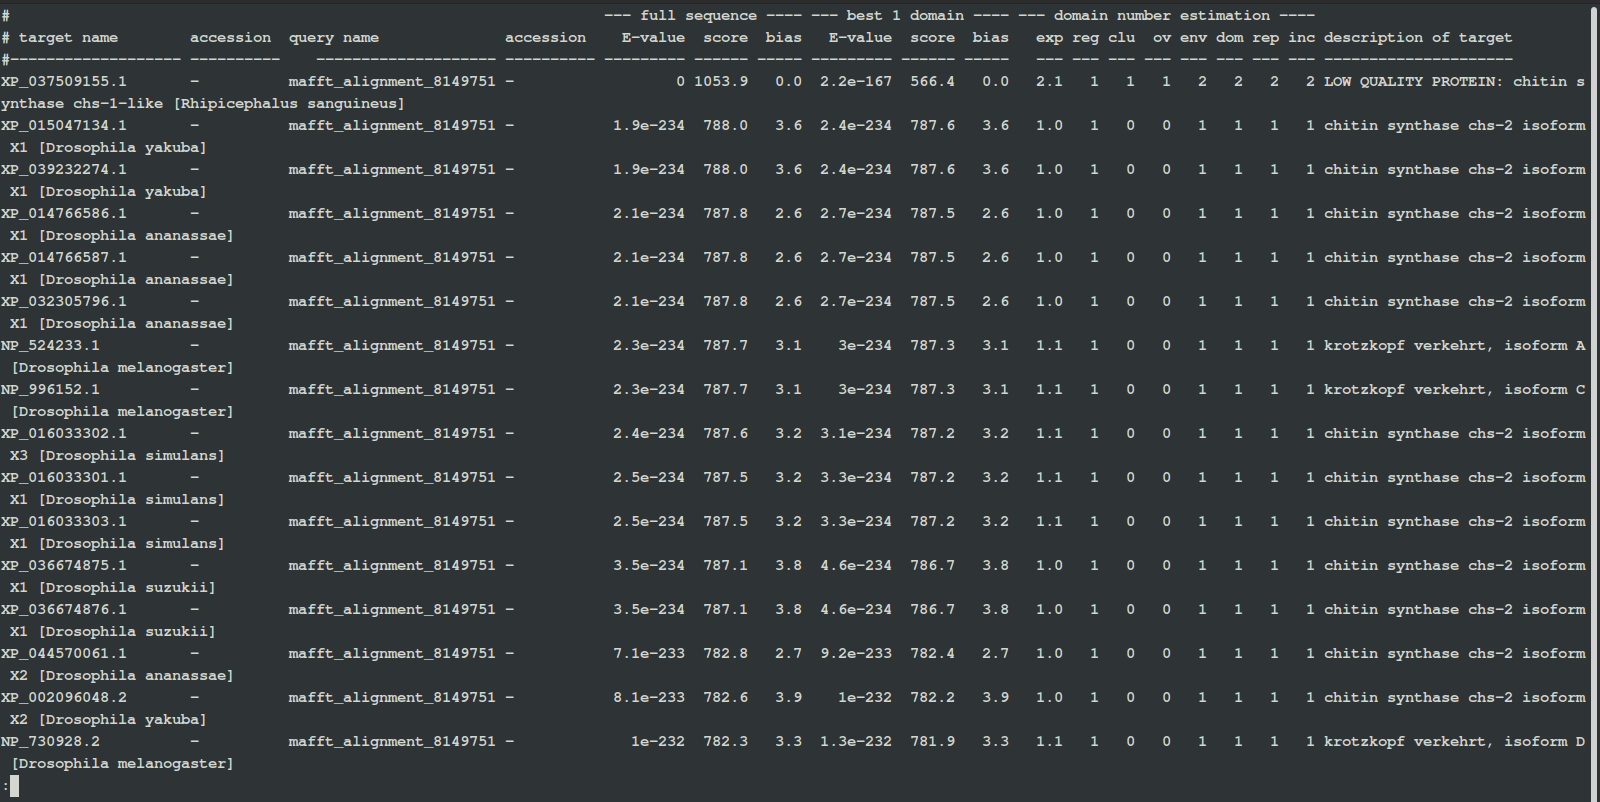 #                                                                  --- full sequence ---- --- best 1 domain ---- --- domain number estimation ----
# target name        accession  query name              accession    E-value  score  bias   E-value  score  bias   exp reg clu  ov env dom rep inc description of target
#------------------- ----------    -------------------- ---------- --------- ------ ----- --------- ------ -----   --- --- --- --- --- --- --- --- ---------------------
XP_037509155.1       -          mafft_alignment_8149751 -                  0 1053.9   0.0  2.2e-167  566.4   0.0   2.1   1   1   1   2   2   2   2 LOW QUALITY PROTEIN: chitin s
ynthase chs-1-like [Rhipicephalus sanguineus]
XP_015047134.1       -          mafft_alignment_8149751 -           1.9e-234  788.0   3.6  2.4e-234  787.6   3.6   1.0   1   0   0   1   1   1   1 chitin synthase chs-2 isoform
 X1 [Drosophila yakuba]
XP_039232274.1       -          mafft_alignment_8149751 -           1.9e-234  788.0   3.6  2.4e-234  787.6   3.6   1.0   1   0   0   1   1   1   1 chitin synthase chs-2 isoform
 X1 [Drosophila yakuba]
XP_014766586.1       -          mafft_alignment_8149751 -           2.1e-234  787.8   2.6  2.7e-234  787.5   2.6   1.0   1   0   0   1   1   1   1 chitin synthase chs-2 isoform
 X1 [Drosophila ananassae]
XP_014766587.1       -          mafft_alignment_8149751 -           2.1e-234  787.8   2.6  2.7e-234  787.5   2.6   1.0   1   0   0   1   1   1   1 chitin synthase chs-2 isoform
 X1 [Drosophila ananassae]
XP_032305796.1       -          mafft_alignment_8149751 -           2.1e-234  787.8   2.6  2.7e-234  787.5   2.6   1.0   1   0   0   1   1   1   1 chitin synthase chs-2 isoform
 X1 [Drosophila ananassae]
NP_524233.1          -          mafft_alignment_8149751 -           2.3e-234  787.7   3.1    3e-234  787.3   3.1   1.1   1   0   0   1   1   1   1 krotzkopf verkehrt, isoform A
 [Drosophila melanogaster]
NP_996152.1          -          mafft_alignment_8149751 -           2.3e-234  787.7   3.1    3e-234  787.3   3.1   1.1   1   0   0   1   1   1   1 krotzkopf verkehrt, isoform C
 [Drosophila melanogaster]
XP_016033302.1       -          mafft_alignment_8149751 -           2.4e-234  787.6   3.2  3.1e-234  787.2   3.2   1.1   1   0   0   1   1   1   1 chitin synthase chs-2 isoform
 X3 [Drosophila simulans]
XP_016033301.1       -          mafft_alignment_8149751 -           2.5e-234  787.5   3.2  3.3e-234  787.2   3.2   1.1   1   0   0   1   1   1   1 chitin synthase chs-2 isoform
 X1 [Drosophila simulans]
XP_016033303.1       -          mafft_alignment_8149751 -           2.5e-234  787.5   3.2  3.3e-234  787.2   3.2   1.1   1   0   0   1   1   1   1 chitin synthase chs-2 isoform
 X1 [Drosophila simulans]
XP_036674875.1       -          mafft_alignment_8149751 -           3.5e-234  787.1   3.8  4.6e-234  786.7   3.8   1.0   1   0   0   1   1   1   1 chitin synthase chs-2 isoform
 X1 [Drosophila suzukii]
XP_036674876.1       -          mafft_alignment_8149751 -           3.5e-234  787.1   3.8  4.6e-234  786.7   3.8   1.0   1   0   0   1   1   1   1 chitin synthase chs-2 isoform
 X1 [Drosophila suzukii]
XP_044570061.1       -          mafft_alignment_8149751 -           7.1e-233  782.8   2.7  9.2e-233  782.4   2.7   1.0   1   0   0   1   1   1   1 chitin synthase chs-2 isoform
 X2 [Drosophila ananassae]
XP_002096048.2       -          mafft_alignment_8149751 -           8.1e-233  782.6   3.9    1e-232  782.2   3.9   1.0   1   0   0   1   1   1   1 chitin synthase chs-2 isoform
 X2 [Drosophila yakuba]
NP_730928.2          -          mafft_alignment_8149751 -             1e-232  782.3   3.3  1.3e-232  781.9   3.3   1.1   1   0   0   1   1   1   1 krotzkopf verkehrt, isoform D
 [Drosophila melanogaster]
: